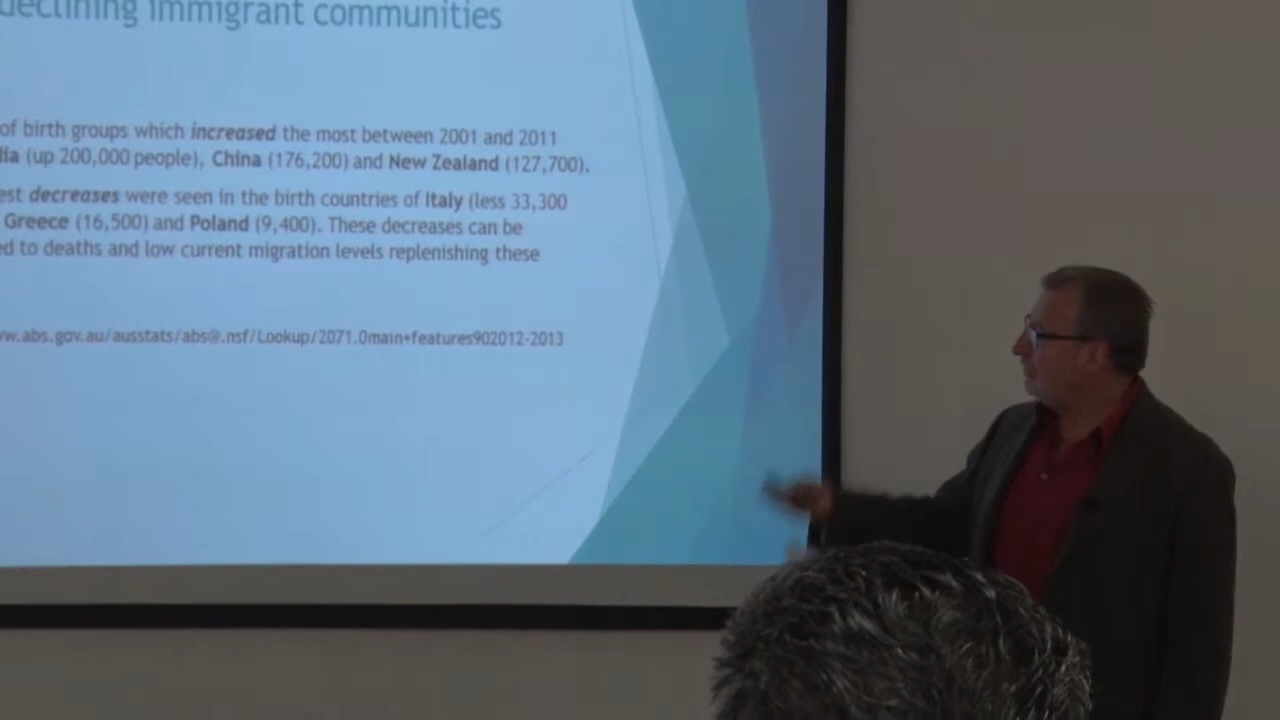 declining immigrant communities
of birth groups which increased the most between 2001 and 2011
(up 200,000 people), China (176,200) and New Zealand (127,700).
decreases were seen in the birth countries of Italy (less 33,300
Greece (16,500) and Poland (9,400). These decreases can be
to deaths and low current migration levels replenishing these
w.abs.gov.au/ausstats/abs@.nsf/Lookup/2071.0main+features902012-2013